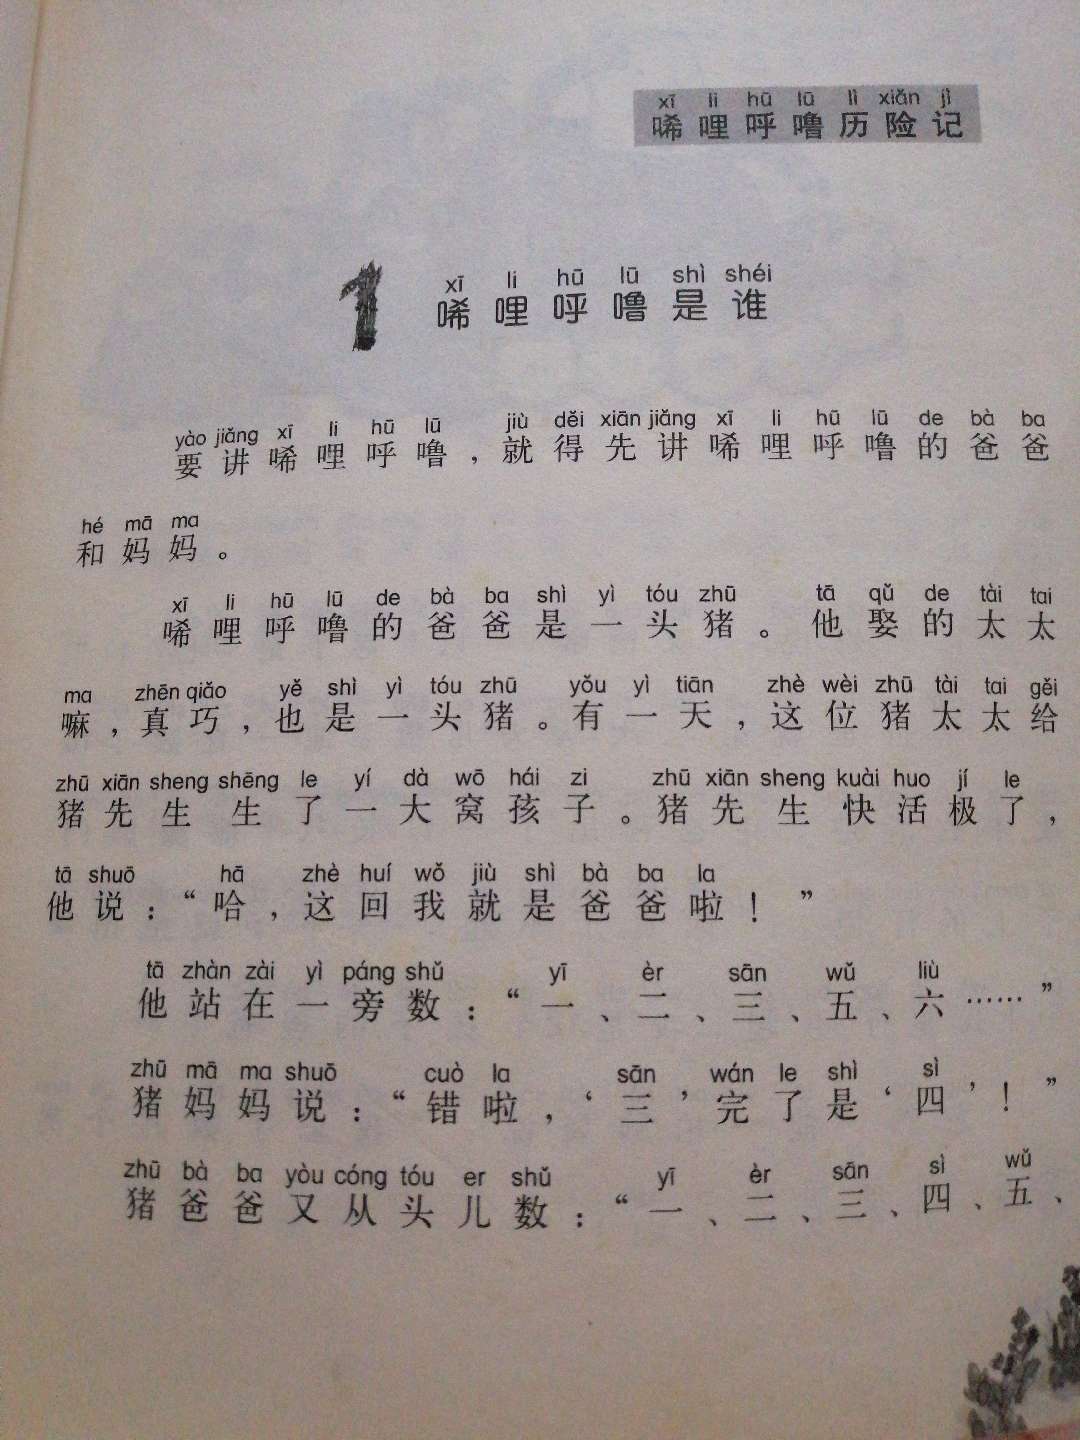 xī li hū lū lì xiǎn jì
唏哩呼噜历险记
1
xī li hū lū shì shéi
唏哩呼噜是谁
yào jiǎng xī li hū lū jiù děi xiān jiǎng xī li hū lū de bà ba
要讲唏哩呼噜，就得先讲唏哩呼噜的爸爸
hé mā ma
和妈妈。
xī li hū lū de bà ba shì yì tóu zhū tā qǔ de tài tai
唏哩呼噜的爸爸是一头猪。他娶的太太
ma zhēn qiǎo yě shì yì tóu zhū yǒu yì tiān zhè wèi zhū tài tai gěi
嘛，真巧，也是一头猪。有一天，这位猪太太给
zhū xiān sheng shēng le yí dà wō hái zi zhū xiān sheng kuài huo jí le
猪先生生了一大窝孩子。猪先生快活极了，
tā shuō hā zhè huí wǒ jiù shì bà ba la
他说：“哈，这回我就是爸爸啦！”
tā zhàn zài yì páng shǔ yī èr sān wǔ liù
他站在一旁数：“一、二、三、五、六……”
zhū mā ma shuō cuò la sān wán le shì sì
猪妈妈说：“错啦，‘三’完了是‘四’！”
zhū bà ba yòu cóng tóu er shǔ yī èr sān sì wǔ
猪爸爸又从头儿数：“一、二、三、四、五、